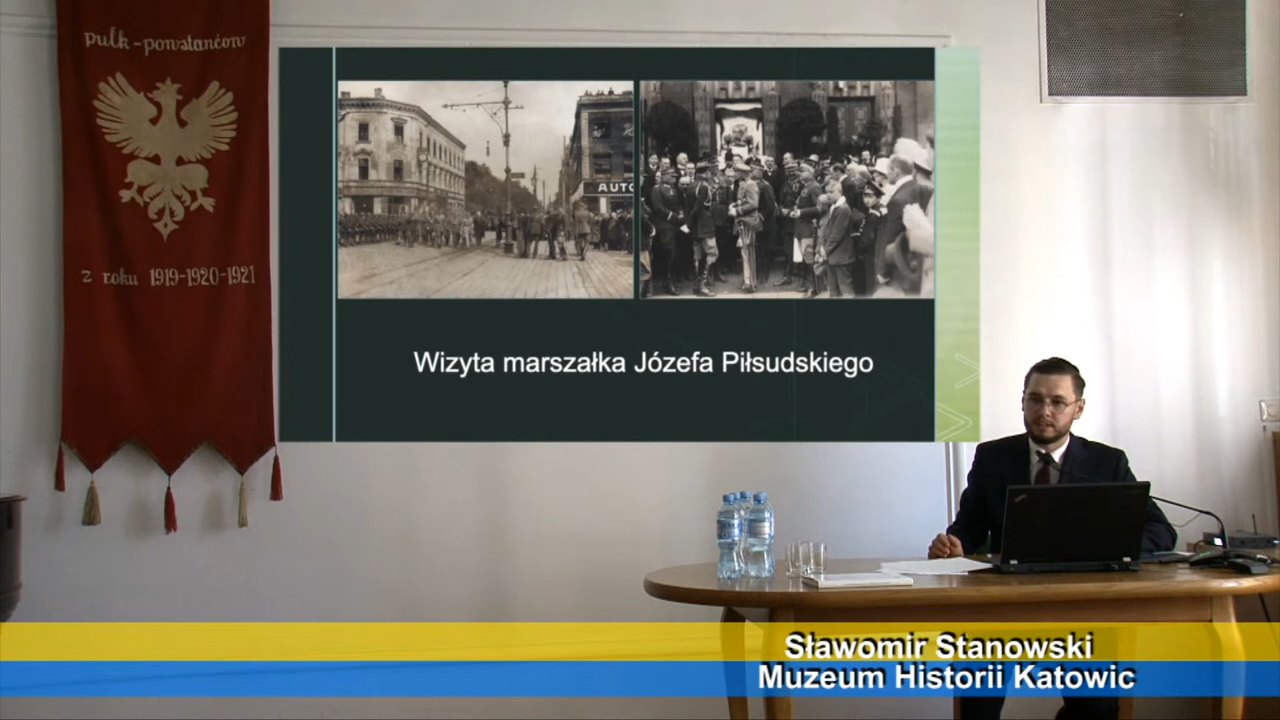 pułk-powstańców
z roku 1919-1920-1921
AUTO
Wizyta marszałka Józefa Piłsudskiego
Sławomir Stanowski
Muzeum Historii Katowic